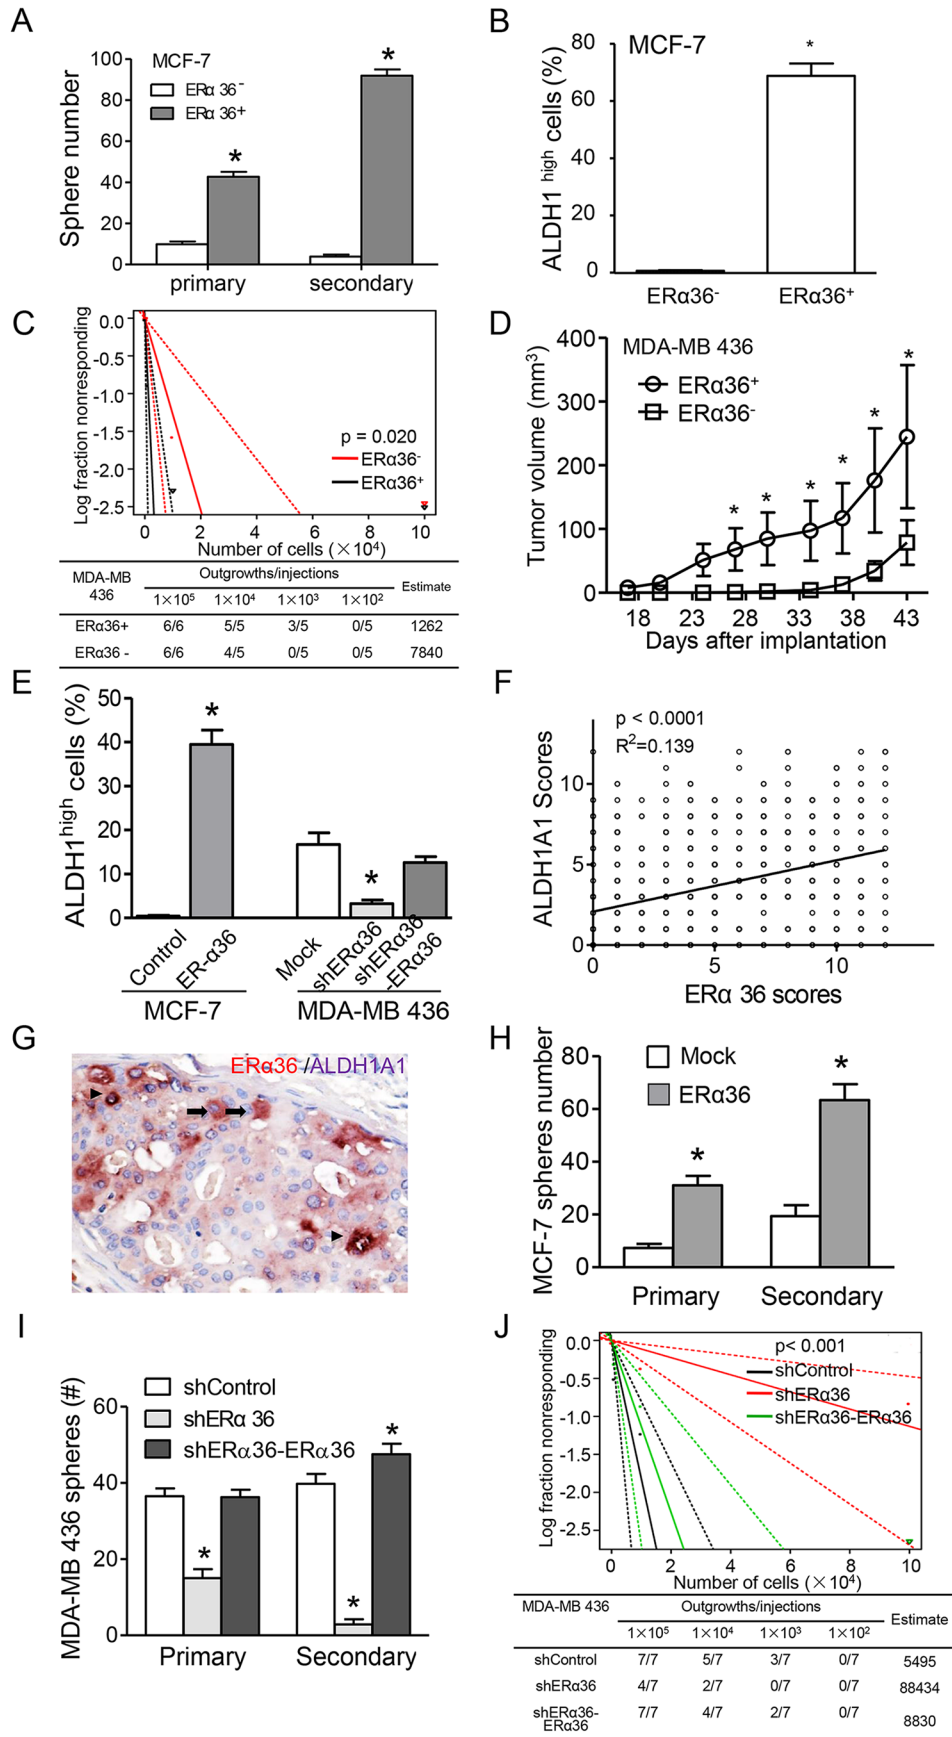 A
MCF-7
ERα 36-
ERα 36+
Sphere number
100
80
60
40
20
0
*
*
primary
secondary
B
MCF-7
ALDH1 high cells (%)
80
60
40
20
0
*
ERα36-
ERα36+
C
Log fraction nonresponding
0.0
-0.5
-1.0
-1.5
-2.0
-2.5
p = 0.020
ERα36-
ERα36+
0 2 4 6 8 10
Number of cells (×10⁴)
MDA-MB 436 Outgrowths/injections Estimate
1×10⁵ 1×10⁴ 1×10³ 1×10²
ERα36+ 6/6 5/5 3/5 0/5 1262
ERα36 - 6/6 4/5 0/5 0/5 7840
D
MDA-MB 436
ERα36+
ERα36-
Tumor volume (mm³)
400
300
200
100
0
* * * * * *
18 23 28 33 38 43
Days after implantation
E
ALDH1high cells (%)
50
40
30
20
10
0
*
*
Control
ER-α36
Mock
shERα36
shERα36
-ERα36
MCF-7
MDA-MB 436
F
p < 0.0001
R²=0.139
ALDH1A1 Scores
10
5
0
0 5 10
ERα 36 scores
G
ERα36 /ALDH1A1
H
Mock
ERα36
MCF-7 spheres number
80
60
40
20
0
*
*
Primary
Secondary
I
shControl
shERα 36
shERα36-ERα36
MDA-MB 436 spheres (#)
60
40
20
0
*
*
*
Primary
Secondary
J
Log fraction nonresponding
0.0
-0.5
-1.0
-1.5
-2.0
-2.5
p< 0.001
shControl
shERα36
shERα36-ERα36
0 2 4 6 8 10
Number of cells (×10⁴)
MDA-MB 436 Outgrowths/injections Estimate
1×10⁵ 1×10⁴ 1×10³ 1×10²
shControl 7/7 5/7 3/7 0/7 5495
shERα36 4/7 2/7 0/7 0/7 88434
shERα36-
ERα36 7/7 4/7 2/7 0/7 8830